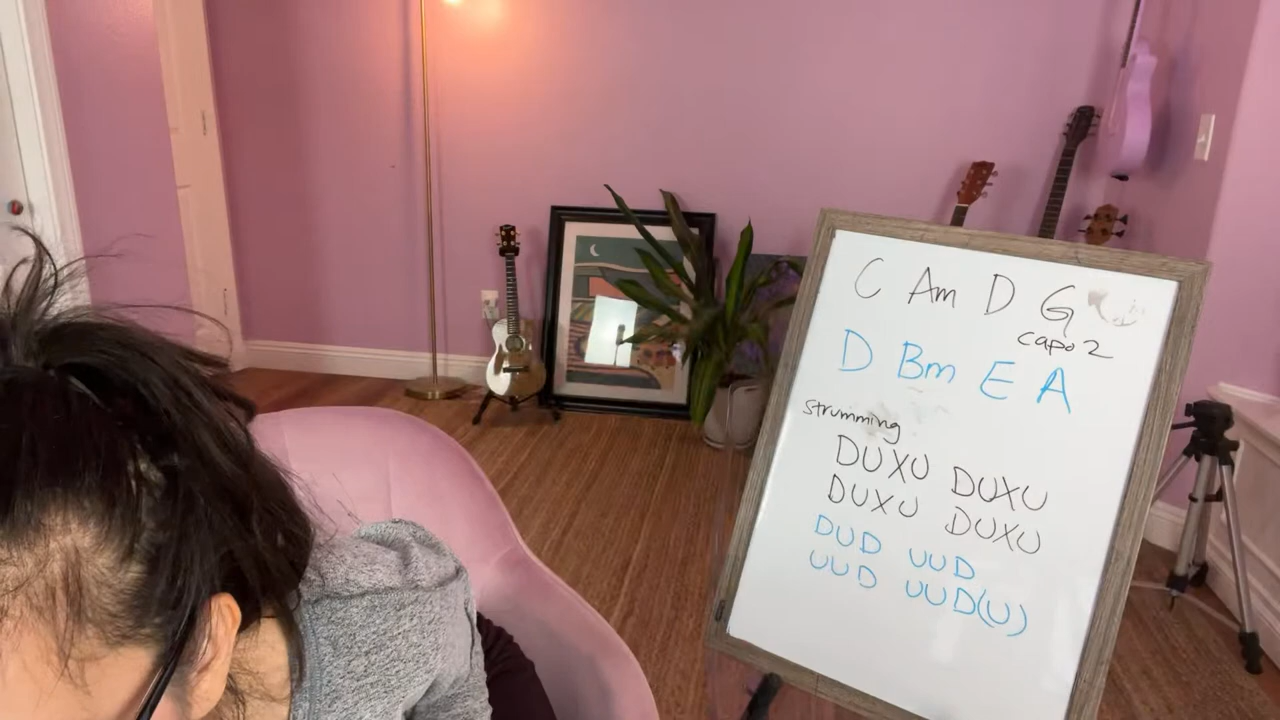 C Am D G
capo 2
D Bm E A
strumming
DUXU DUXU
DUXU DUXU
DUD UUD
UUD UUD(U)